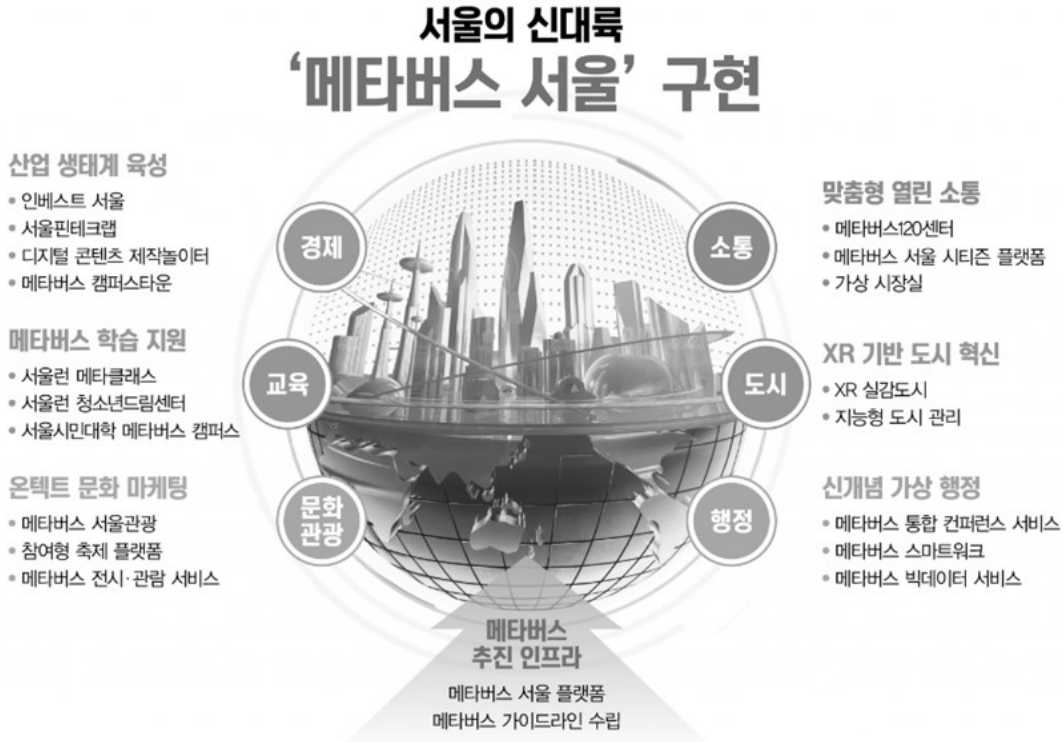 서울의 신대륙
‘메타버스 서울’ 구현
산업 생태계 육성
• 인베스트 서울
• 서울핀테크랩
• 디지털 콘텐츠 제작놀이터
• 메타버스 캠퍼스타운
경제
메타버스 학습 지원
• 서울런 메타클래스
• 서울런 청소년드림센터
• 서울시민대학 메타버스 캠퍼스
교육
온텍트 문화 마케팅
• 메타버스 서울관광
• 참여형 축제 플랫폼
• 메타버스 전시·관람 서비스
문화
관광
맞춤형 열린 소통
• 메타버스120센터
• 메타버스 서울 시티즌 플랫폼
• 가상 시장실
소통
XR 기반 도시 혁신
• XR 실감도시
• 지능형 도시 관리
도시
신개념 가상 행정
• 메타버스 통합 컨퍼런스 서비스
• 메타버스 스마트워크
• 메타버스 빅데이터 서비스
행정
메타버스
추진 인프라
메타버스 서울 플랫폼
메타버스 가이드라인 수립